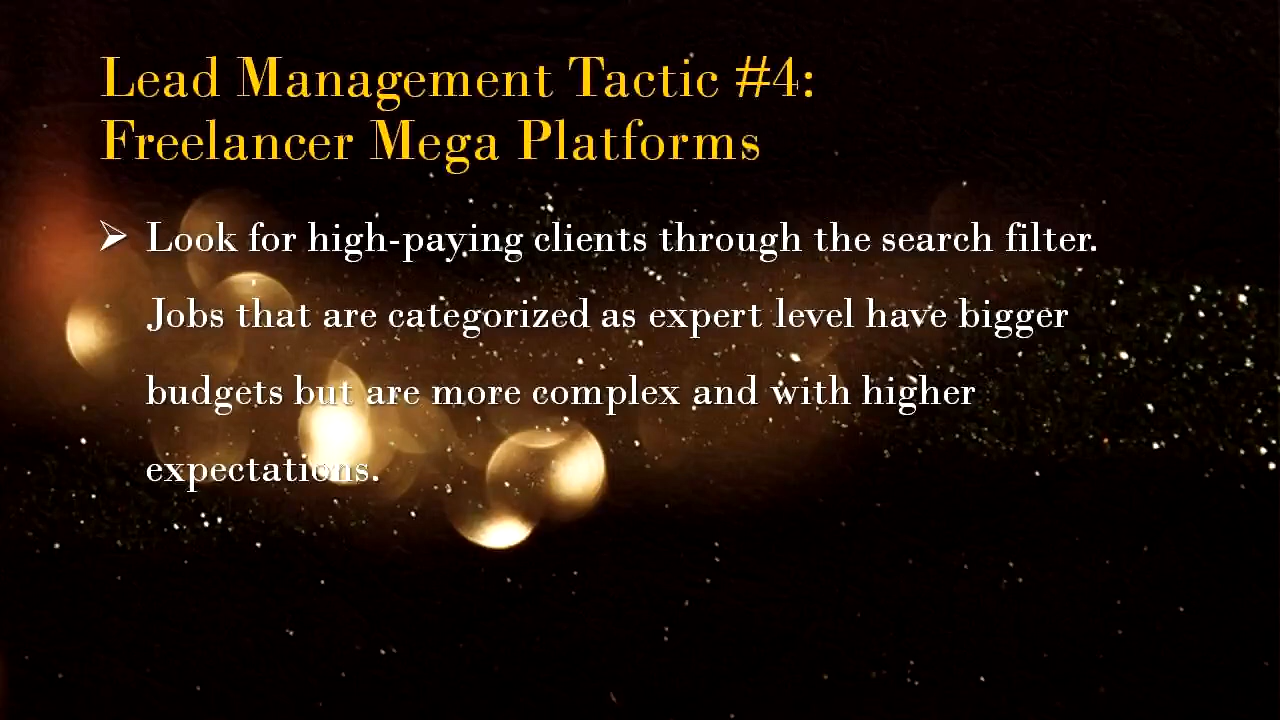 Lead Management Tactic #4:
Freelancer Mega Platforms
➢ Look for high-paying clients through the search filter.
Jobs that are categorized as expert level have bigger
budgets but are more complex and with higher
expectations.